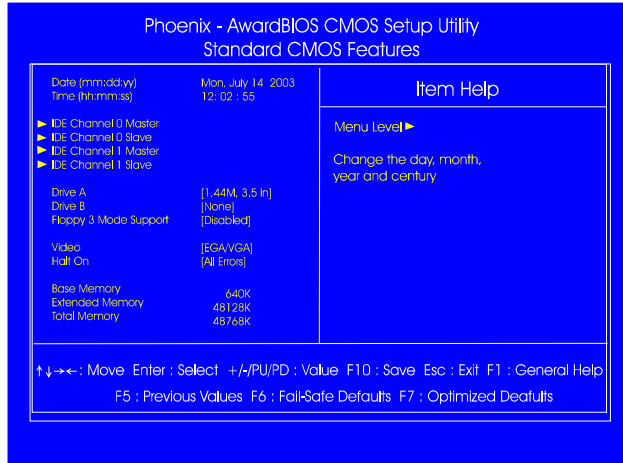 Phoenix - AwardBIOS CMOS Setup Utility
Standard CMOS Features
Date (mm:dd:yy) Mon, July 14 2003
Time (hh:mm:ss) 12: 02 : 55
► IDE Channel 0 Master
► IDE Channel 0 Slave
► IDE Channel 1 Master
► IDE Channel 1 Slave
Drive A [1,44M, 3.5 in]
Drive B [None]
Floppy 3 Mode Support [Disabled]
Video [EGA/VGA]
Halt On [All Errors]
Base Memory 640K
Extended Memory 48128K
Total Memory 48768K
Item Help
Menu Level ►
Change the day, month,
year and century
↑↓→←: Move Enter : Select +/-/PU/PD : Value F10 : Save Esc : Exit F1 : General Help
F5 : Previous Values F6 : Fail-Safe Defaults F7 : Optimized Deafults